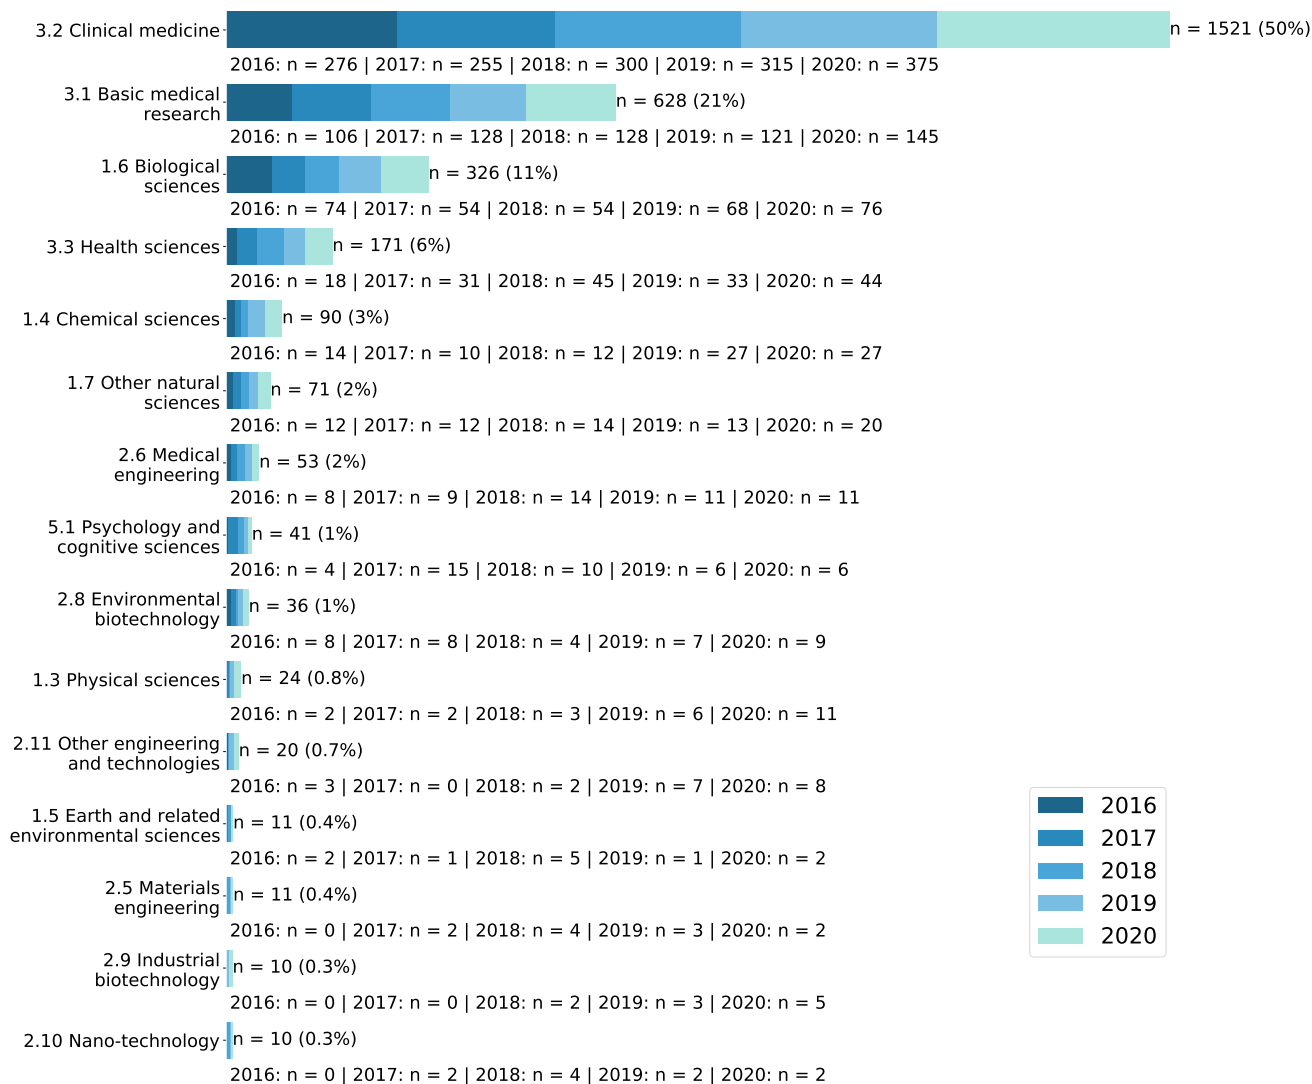 3.2 Clinical medicine
n = 1521 (50%)
2016: n = 276 | 2017: n = 255 | 2018: n = 300 | 2019: n = 315 | 2020: n = 375
3.1 Basic medical
research
n = 628 (21%)
2016: n = 106 | 2017: n = 128 | 2018: n = 128 | 2019: n = 121 | 2020: n = 145
1.6 Biological
sciences
n = 326 (11%)
2016: n = 74 | 2017: n = 54 | 2018: n = 54 | 2019: n = 68 | 2020: n = 76
3.3 Health sciences
n = 171 (6%)
2016: n = 18 | 2017: n = 31 | 2018: n = 45 | 2019: n = 33 | 2020: n = 44
1.4 Chemical sciences
n = 90 (3%)
2016: n = 14 | 2017: n = 10 | 2018: n = 12 | 2019: n = 27 | 2020: n = 27
1.7 Other natural
sciences
n = 71 (2%)
2016: n = 12 | 2017: n = 12 | 2018: n = 14 | 2019: n = 13 | 2020: n = 20
2.6 Medical
engineering
n = 53 (2%)
2016: n = 8 | 2017: n = 9 | 2018: n = 14 | 2019: n = 11 | 2020: n = 11
5.1 Psychology and
cognitive sciences
n = 41 (1%)
2016: n = 4 | 2017: n = 15 | 2018: n = 10 | 2019: n = 6 | 2020: n = 6
2.8 Environmental
biotechnology
n = 36 (1%)
2016: n = 8 | 2017: n = 8 | 2018: n = 4 | 2019: n = 7 | 2020: n = 9
1.3 Physical sciences
n = 24 (0.8%)
2016: n = 2 | 2017: n = 2 | 2018: n = 3 | 2019: n = 6 | 2020: n = 11
2.11 Other engineering
and technologies
n = 20 (0.7%)
2016: n = 3 | 2017: n = 0 | 2018: n = 2 | 2019: n = 7 | 2020: n = 8
1.5 Earth and related
environmental sciences
n = 11 (0.4%)
2016: n = 2 | 2017: n = 1 | 2018: n = 5 | 2019: n = 1 | 2020: n = 2
2.5 Materials
engineering
n = 11 (0.4%)
2016: n = 0 | 2017: n = 2 | 2018: n = 4 | 2019: n = 3 | 2020: n = 2
2.9 Industrial
biotechnology
n = 10 (0.3%)
2016: n = 0 | 2017: n = 0 | 2018: n = 2 | 2019: n = 3 | 2020: n = 5
2.10 Nano-technology
n = 10 (0.3%)
2016: n = 0 | 2017: n = 2 | 2018: n = 4 | 2019: n = 2 | 2020: n = 2
2016
2017
2018
2019
2020